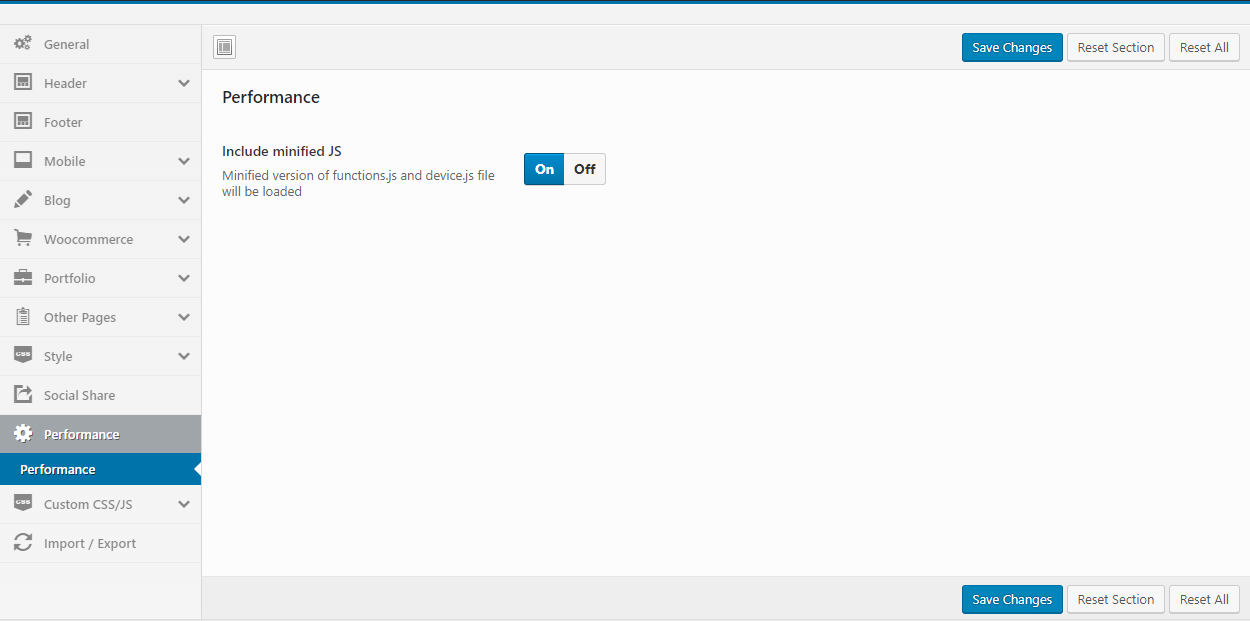 General
Header
Footer
Mobile
Blog
Woocommerce
Portfolio
Other Pages
CSS
Style
Social Share
Performance
Performance
CSS
Custom CSS/JS
Import / Export
Save Changes Reset Section Reset All
Performance
Include minified JS
Minified version of functions.js and device.js file
will be loaded
On Off
Save Changes Reset Section Reset All